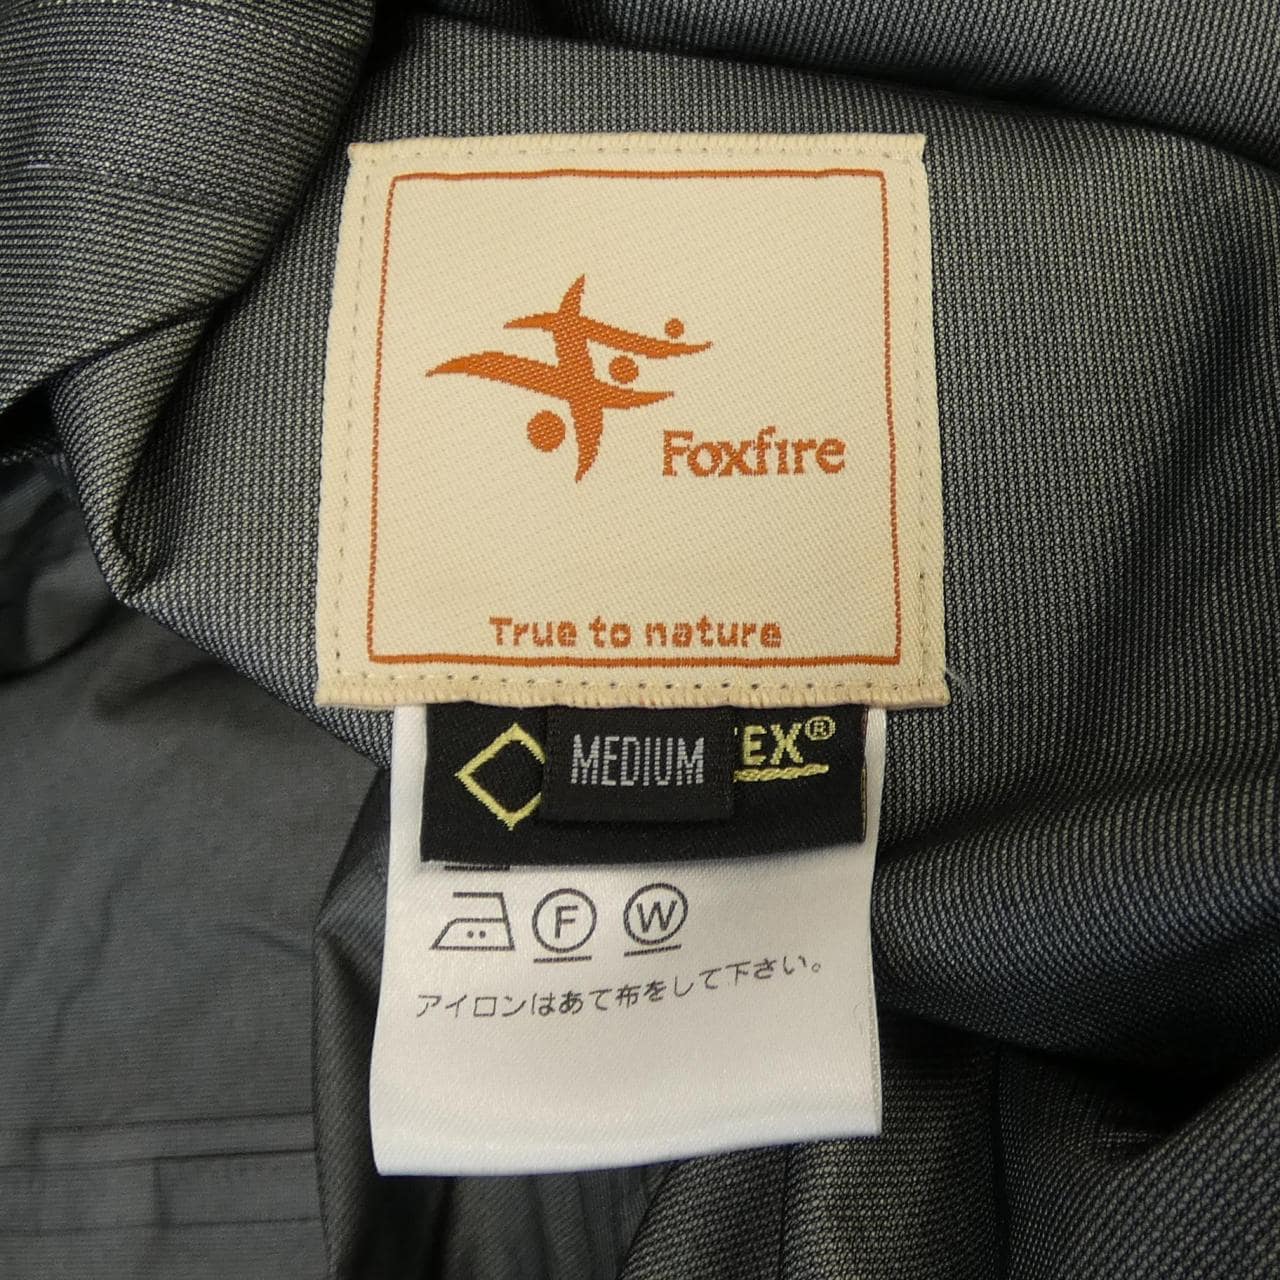 Foxfire
True to nature
MEDIUM
EX®
F W
アイロンはあて布をして下さい。